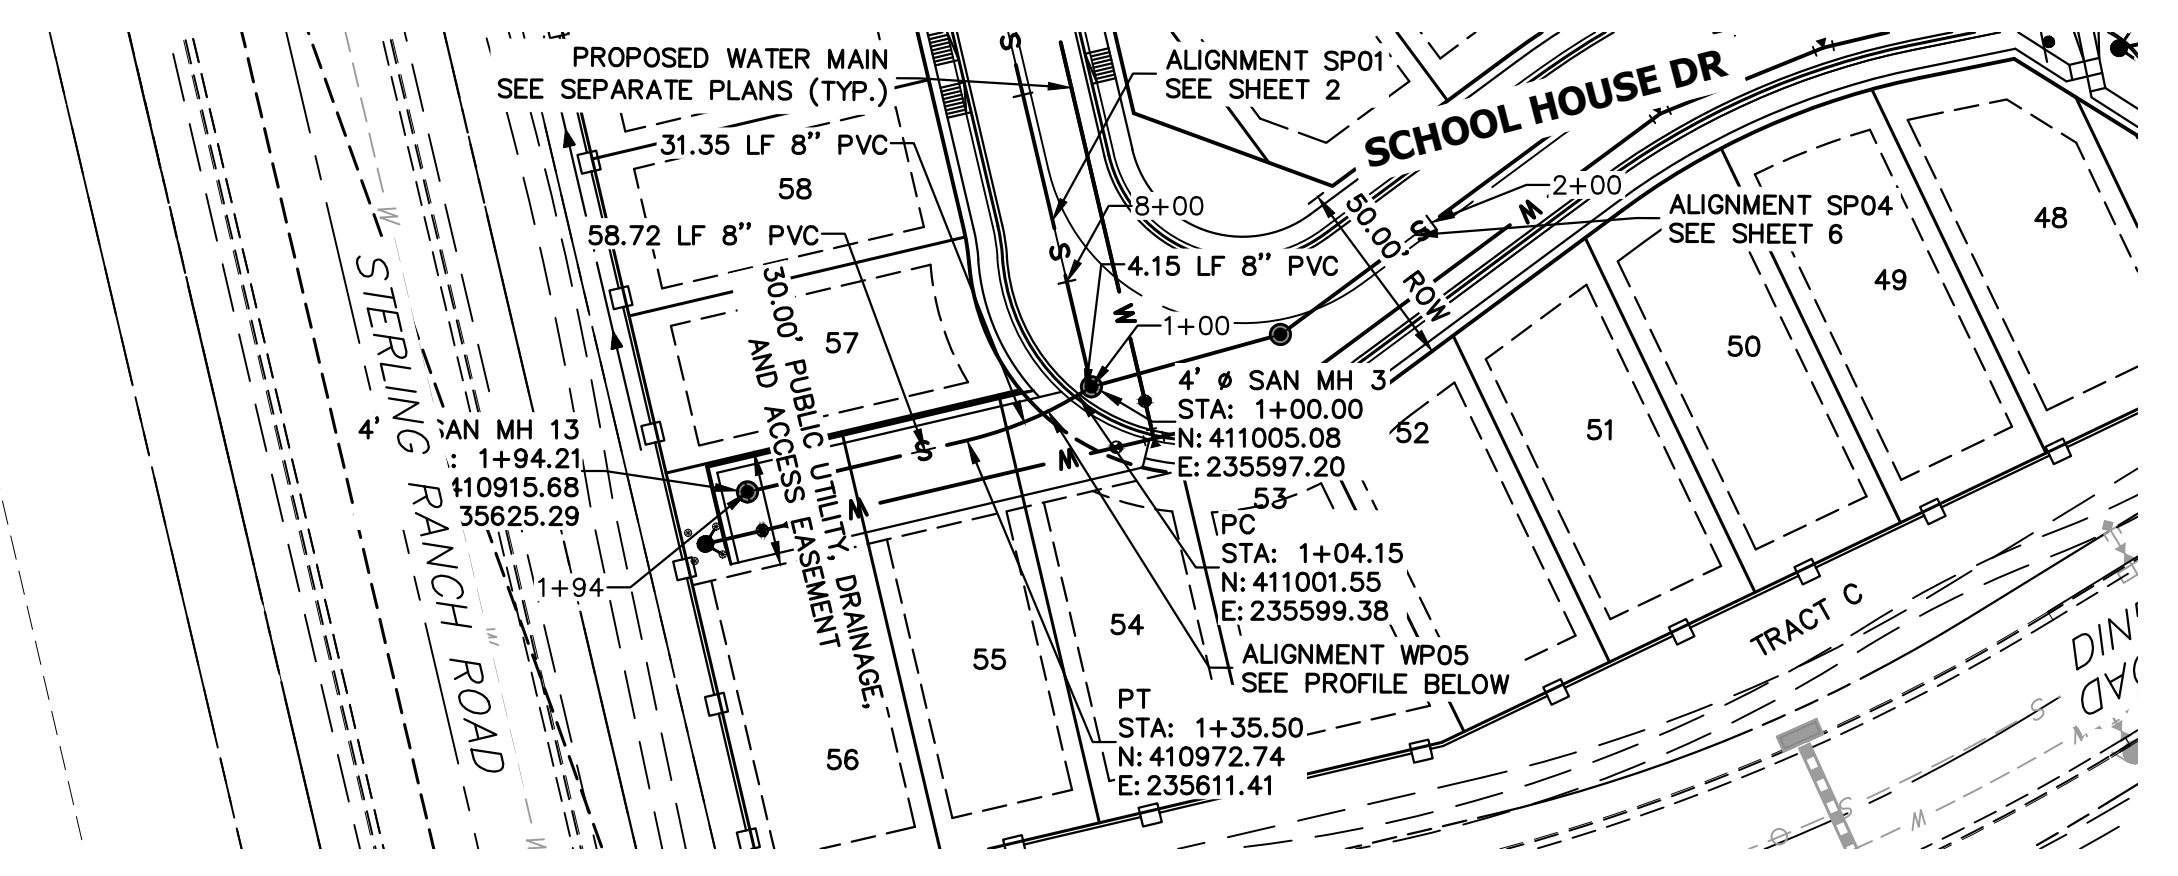 PROPOSED WATER MAIN
SEE SEPARATE PLANS (TYP.)
ALIGNMENT SP01
SEE SHEET 2
SCHOOL HOUSE DR
31.35 LF 8" PVC
58
58.72 LF 8" PVC
8+00
4.15 LF 8" PVC
1+00
2+00
50.00' ROW
ALIGNMENT SP04
SEE SHEET 6
48
49
50
51
52
53
54
55
56
57
30.00' PUBLIC UTILITY, DRAINAGE,
AND ACCESS EASEMENT
STERLING RANCH ROAD
4' SAN MH 13
: 1+94.21
410915.68
35625.29
1+94
4' Ø SAN MH 3
STA: 1+00.00
N: 411005.08
E: 235597.20
PC
STA: 1+04.15
N: 411001.55
E: 235599.38
ALIGNMENT WP05
SEE PROFILE BELOW
PT
STA: 1+35.50
N: 410972.74
E: 235611.41
TRACT C
S
S
S
S
W
W
W
W
W
W
W
W
W
S
S
O